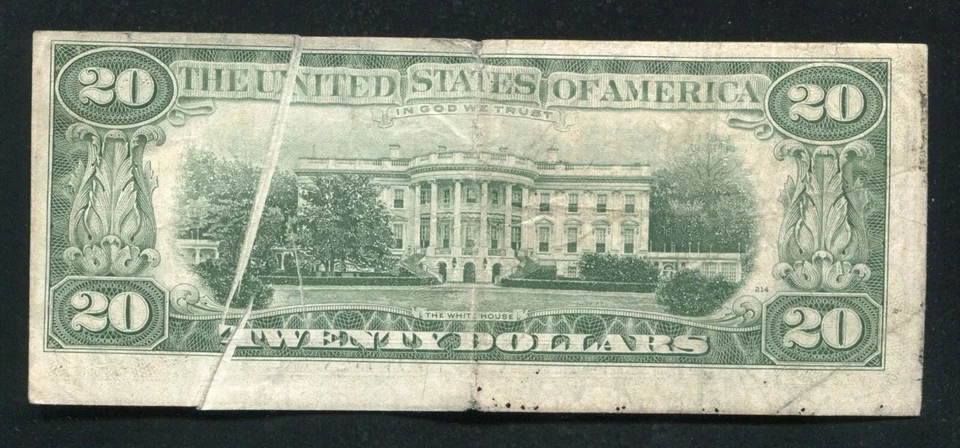 20 THE UNITED STATES OF AMERICA 20
IN GOD WE TRUST
214
THE WHITE HOUSE
20 TWENTY DOLLARS 20